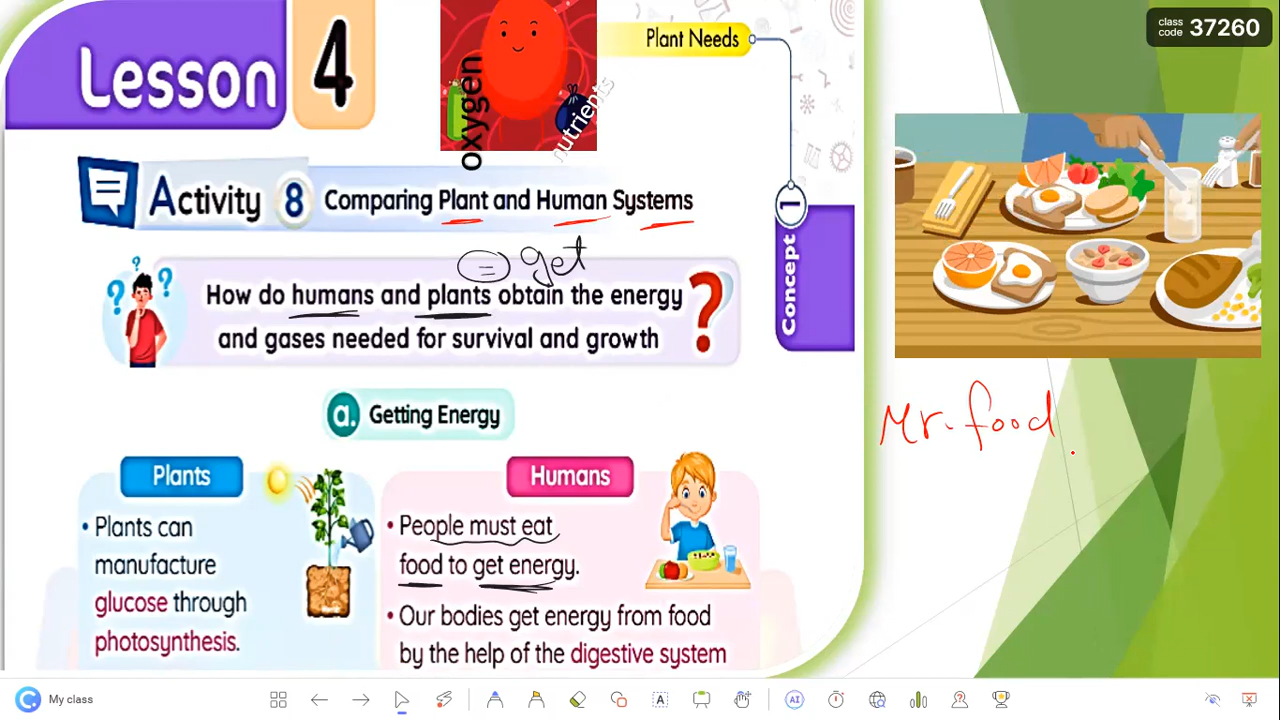 Lesson 4
oxygen
nutrients
Plant Needs
class code 37260
Activity 8 Comparing Plant and Human Systems
= get
How do humans and plants obtain the energy
and gases needed for survival and growth
?
Concept 1
a. Getting Energy
Plants
• Plants can
manufacture
glucose through
photosynthesis.
Humans
• People must eat
food to get energy.
• Our bodies get energy from food
by the help of the digestive system
Mr. food
My class
A
AI